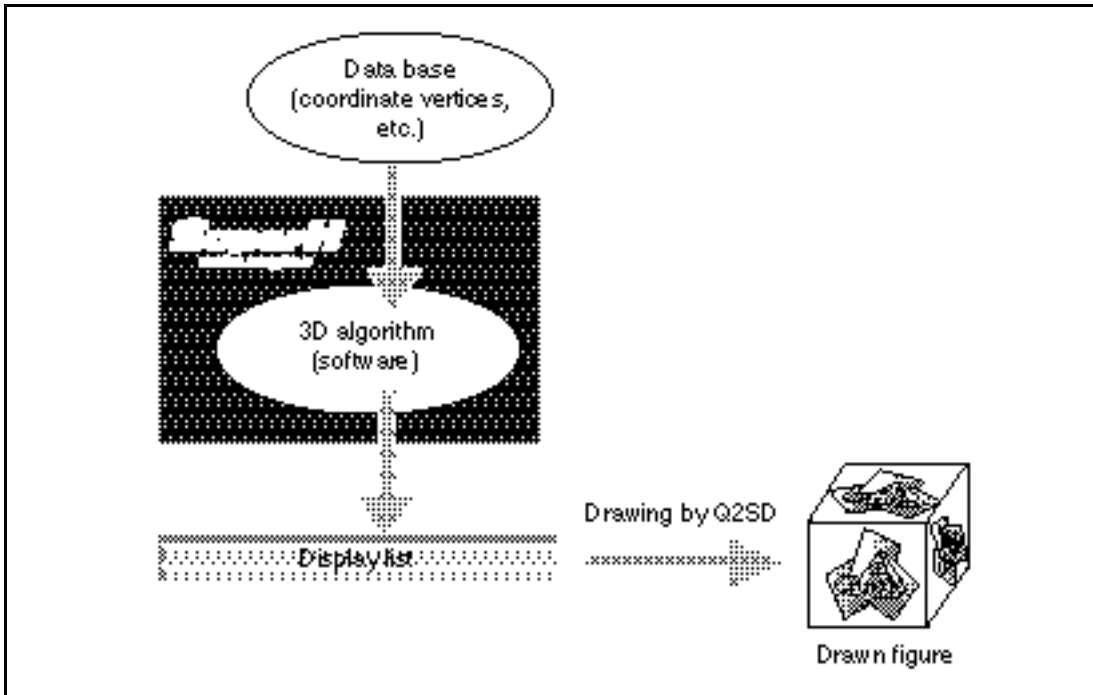 Data base
(coordinate vertices,
etc.)
3D algorithm
(software)
Display list
Drawing by Q2SD
Drawn figure